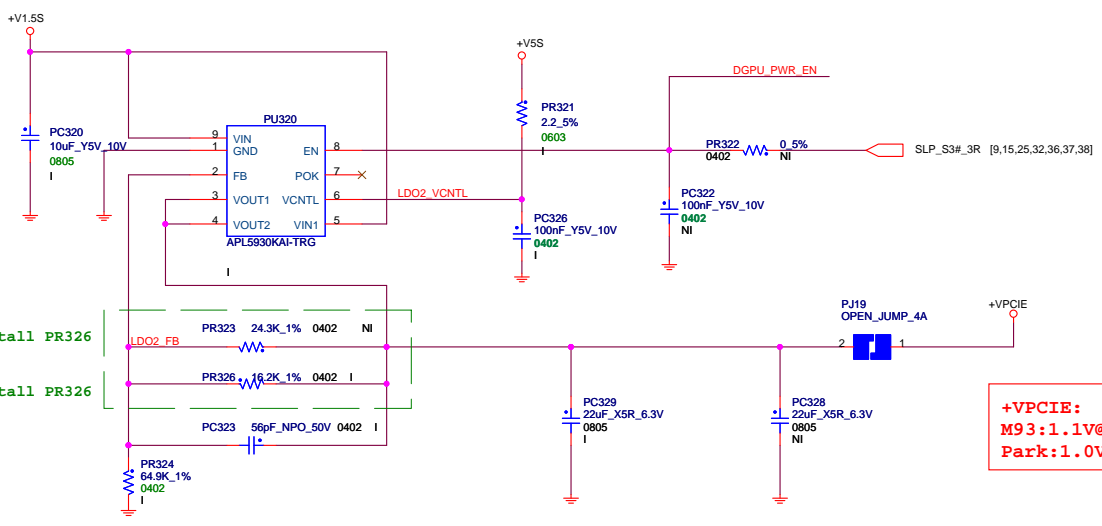 +V1.5S
+V5S
DGPU_PWR_EN
PC320
10uF_Y5V_10V
0805
I
PU320
9 VIN
1 GND
2 FB
3 VOUT1
4 VOUT2
EN 8
POK 7
VCNTL 6
VIN1 5
APL5930KAI-TRG
I
PR321
2.2_5%
0603
I
LDO2_VCNTL
PC326
100nF_Y5V_10V
0402
I
PR322 0_5%
0402 NI
SLP_S3#_3R [9,15,25,32,36,37,38]
PC322
100nF_Y5V_10V
0402
NI
tall PR326
PR323 24.3K_1% 0402 NI
LDO2_FB
PR326 16.2K_1% 0402 I
tall PR326
PC323 56pF_NPO_50V 0402 I
PR324
64.9K_1%
0402
I
PC329
22uF_X5R_6.3V
0805
I
PC328
22uF_X5R_6.3V
0805
NI
PJ19
OPEN_JUMP_4A
2 1
+VPCIE
+VPCIE:
M93:1.1V@
Park:1.0V